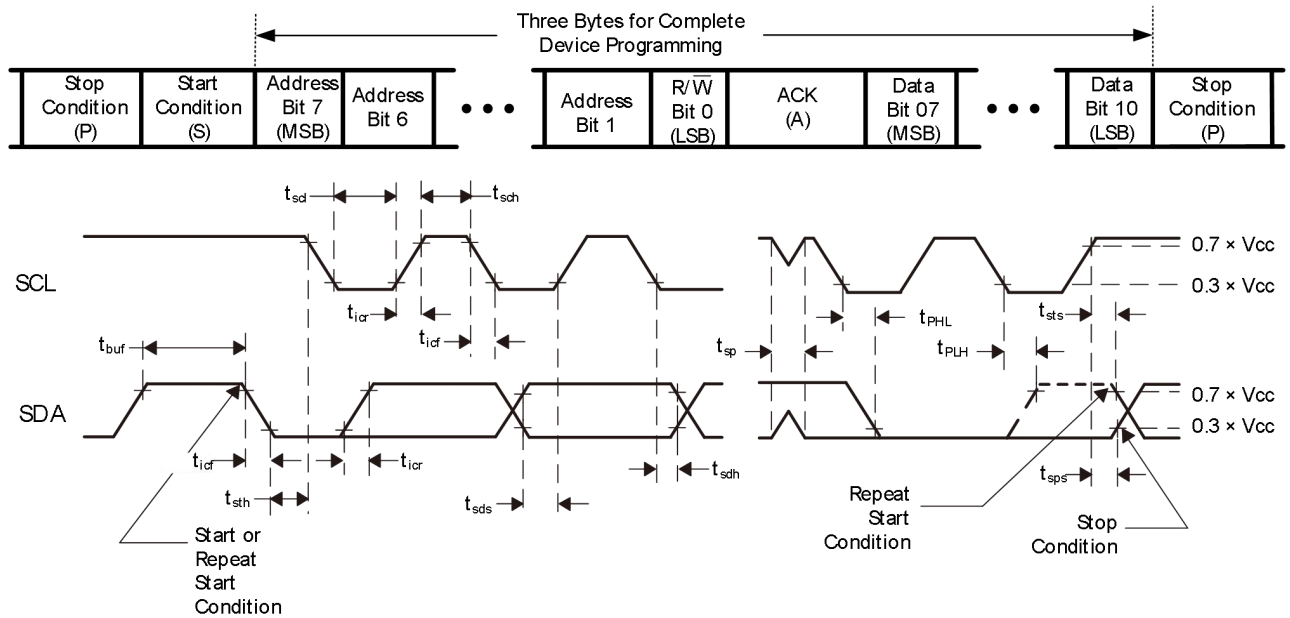 Three Bytes for Complete
Device Programming
Stop
Condition
(P)
Start
Condition
(S)
Address
Bit 7
(MSB)
Address
Bit 6
•••
Address
Bit 1
R/W̅
Bit 0
(LSB)
ACK
(A)
Data
Bit 07
(MSB)
•••
Data
Bit 10
(LSB)
Stop
Condition
(P)
tscl
tsch
0.7 × Vcc
SCL
0.3 × Vcc
ticr
tPHL
tsts
tbuf
ticf
tsp
tPLH
SDA
0.7 × Vcc
0.3 × Vcc
ticf
ticr
tsdh
tsps
tsth
tsds
Start or
Repeat
Start
Condition
Repeat
Start
Condition
Stop
Condition